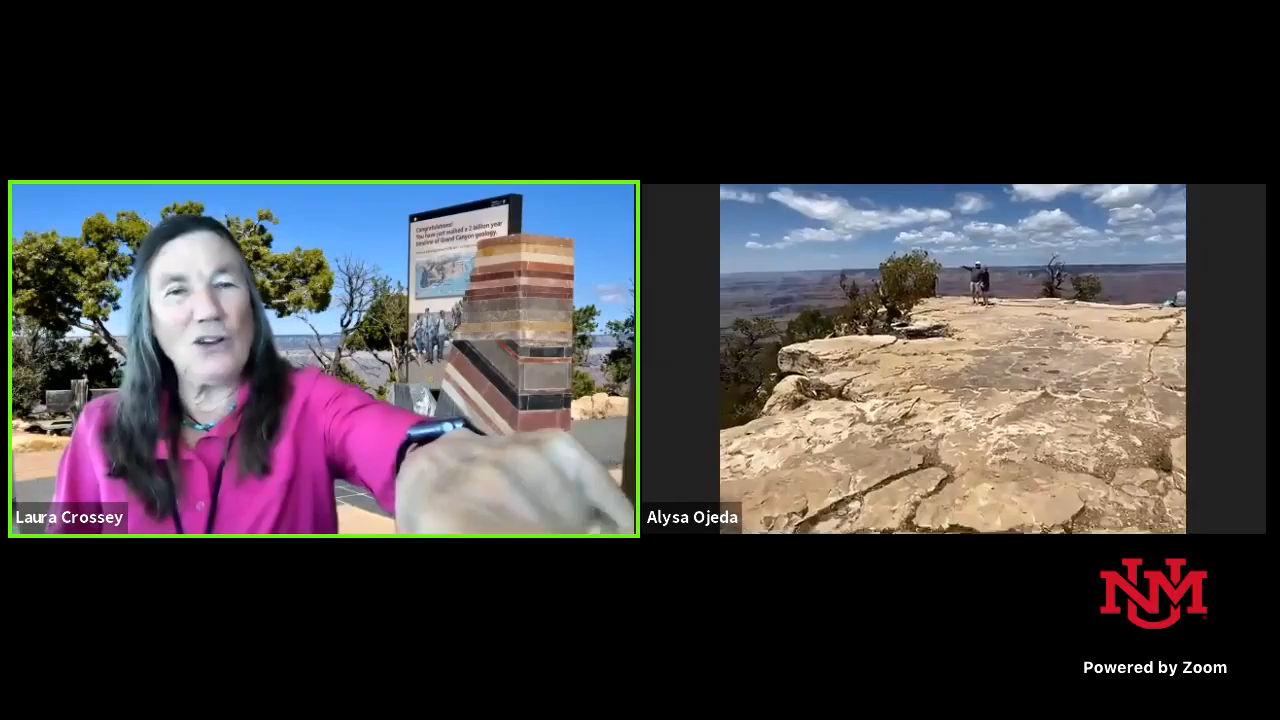 Congratulations!
You have just walked a 2 billion year
timeline of Grand Canyon geology.
Laura Crossey
Alysa Ojeda
UNM
Powered by Zoom